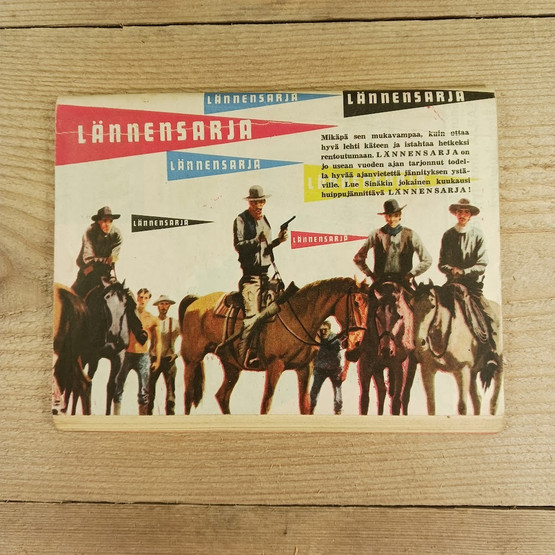 LÄNNENSARJA
LÄNNENSARJA
LÄNNENSARJA
LÄNNENSARJA
Mikäpä sen mukavampaa, kuin ottaa
hyvä lehti käteen ja istahtaa hetkeksi
rentoutumaan. LÄNNENSARJA on
jo usean vuoden ajan tarjonnut todel-
la hyvää ajanvietettä jännityksen ystä-
ville. Lue Sinäkin jokainen kuukausi
huippujännittävä LÄNNENSARJA!
LÄNNENSARJA
LÄNNENSARJA